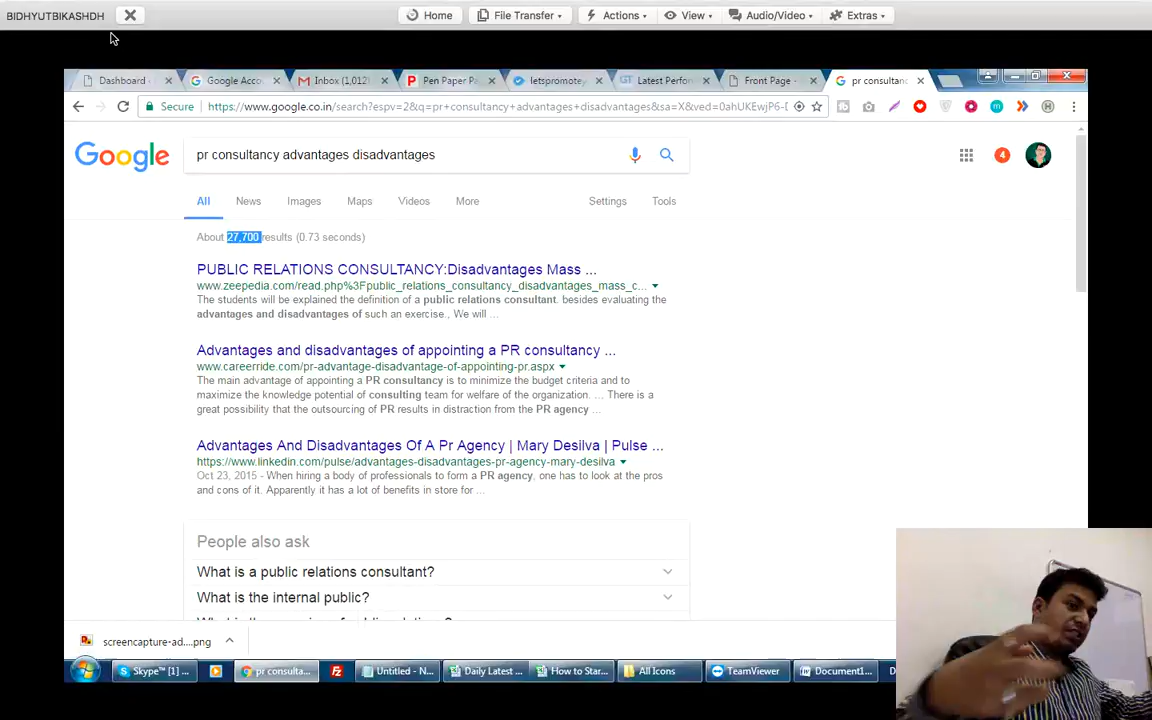 BIDHYUTBIKASHDH
Home File Transfer Actions View Audio/Video Extras
Dashboard - Google Acco Inbox (1,012) Pen Paper Pa letspromotey Latest Perfor Front Page - pr consultanc
Secure https://www.google.co.in/search?espv=2&q=pr+consultancy+advantages+disadvantages&sa=X&ved=0ahUKEwjP6-D
Google pr consultancy advantages disadvantages 4
All News Images Maps Videos More Settings Tools
About 27,700 results (0.73 seconds)
PUBLIC RELATIONS CONSULTANCY:Disadvantages Mass ...
www.zeepedia.com/read.php%3Fpublic_relations_consultancy_disadvantages_mass_c...
The students will be explained the definition of a public relations consultant. besides evaluating the
advantages and disadvantages of such an exercise., We will ...
Advantages and disadvantages of appointing a PR consultancy ...
www.careerride.com/pr-advantage-disadvantage-of-appointing-pr.aspx
The main advantage of appointing a PR consultancy is to minimize the budget criteria and to
maximize the knowledge potential of consulting team for welfare of the organization. ... There is a
great possibility that the outsourcing of PR results in distraction from the PR agency ...
Advantages And Disadvantages Of A Pr Agency | Mary Desilva | Pulse ...
https://www.linkedin.com/pulse/advantages-disadvantages-pr-agency-mary-desilva
Oct 23, 2015 - When hiring a body of professionals to form a PR agency, one has to look at the pros
and cons of it. Apparently it has a lot of benefits in store for ...
People also ask
What is a public relations consultant?
What is the internal public?
screencapture-ad....png
Skype™ [1] ... pr consulta... Untitled - N... Daily Latest ... How to Star... All Icons TeamViewer Document1...